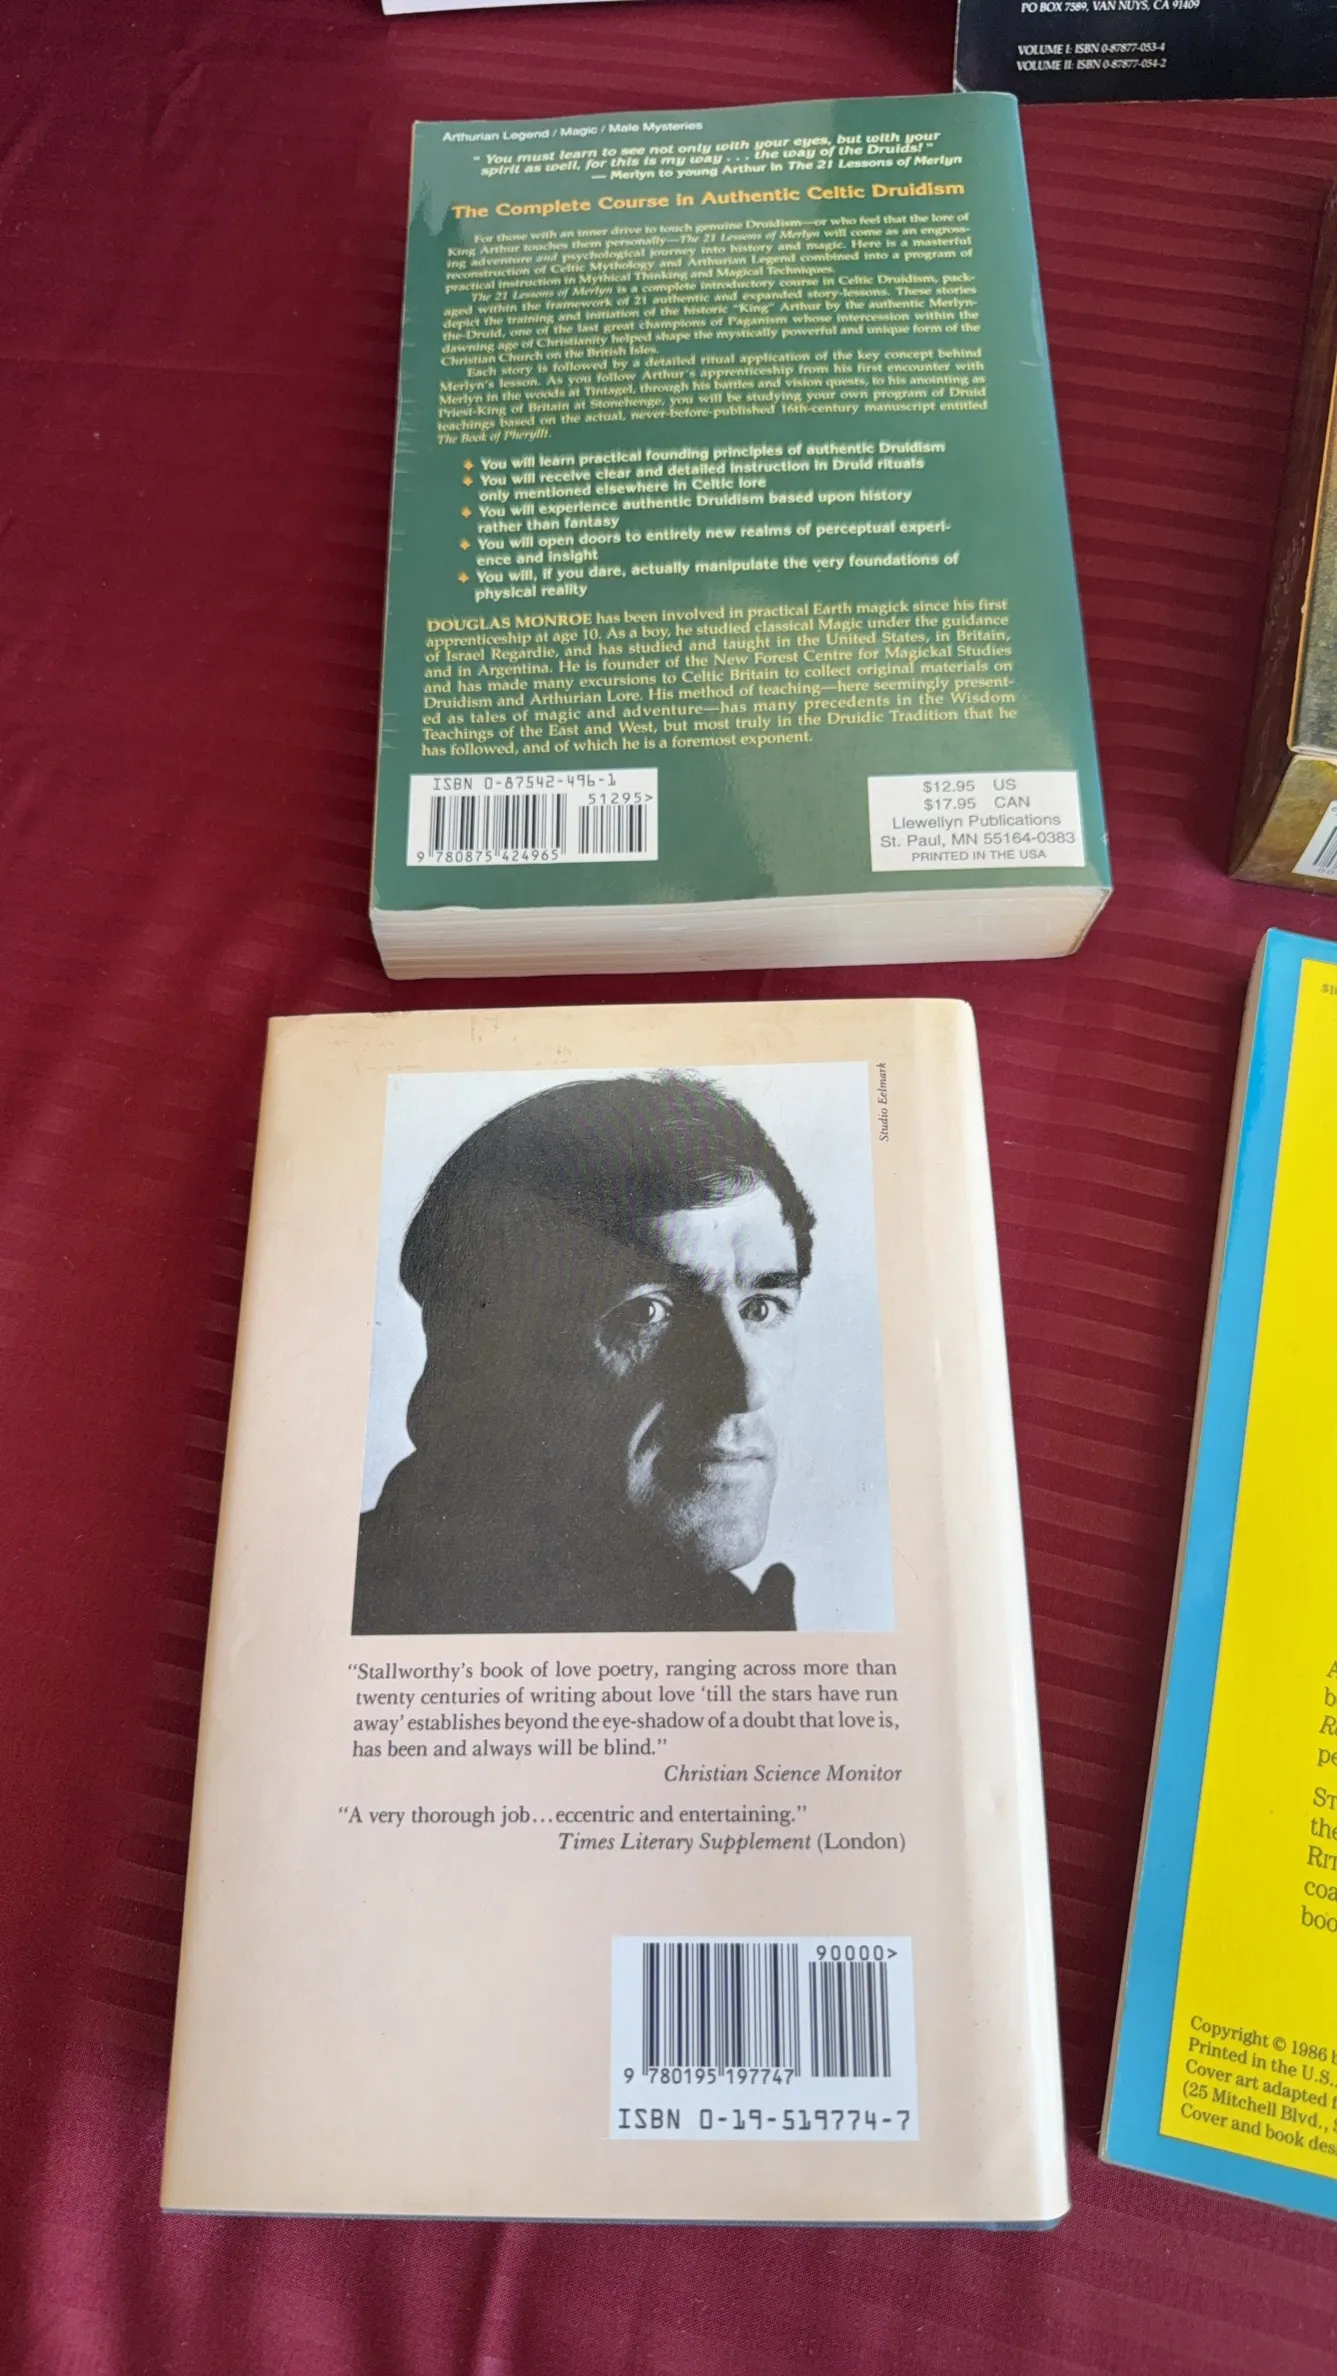 PO BOX 7589, VAN NUYS, CA 91409
VOLUME I: ISBN 0-87877-053-4
VOLUME II: ISBN 0-87877-054-2
Arthurian Legend / Magic / Male Mysteries
" You must learn to see not only with your eyes, but with your
spirit as well, for this is my way . . . the way of the Druids! "
— Merlyn to young Arthur in The 21 Lessons of Merlyn
The Complete Course in Authentic Celtic Druidism
For those with an inner drive to touch genuine Druidism—or who feel that the lore of
King Arthur touches them personally—The 21 Lessons of Merlyn will come as an engross-
ing adventure and psychological journey into history and magic. Here is a masterful
reconstruction of Celtic Mythology and Arthurian Legend combined into a program of
practical instruction in Mythical Thinking and Magical Techniques.
The 21 Lessons of Merlyn is a complete introductory course in Celtic Druidism, pack-
aged within the framework of 21 authentic and expanded story-lessons. These stories
depict the training and initiation of the historic "King" Arthur by the authentic Merlyn-
the-Druid, one of the last great champions of Paganism whose intercession within the
dawning age of Christianity helped shape the mystically powerful and unique form of the
Christian Church on the British Isles.
Each story is followed by a detailed ritual application of the key concept behind
Merlyn's lesson. As you follow Arthur's apprenticeship from his first encounter with
Merlyn in the woods at Tintagel, through his battles and vision quests, to his anointing as
Priest-King of Britain at Stonehenge, you will be studying your own program of Druid
teachings based on the actual, never-before-published 16th-century manuscript entitled
The Book of Pheryllt.
You will learn practical founding principles of authentic Druidism
You will receive clear and detailed instruction in Druid rituals
only mentioned elsewhere in Celtic lore
You will experience authentic Druidism based upon history
rather than fantasy
You will open doors to entirely new realms of perceptual experi-
ence and insight
You will, if you dare, actually manipulate the very foundations of
physical reality
DOUGLAS MONROE has been involved in practical Earth magick since his first
apprenticeship at age 10. As a boy, he studied classical Magic under the guidance
of Israel Regardie, and has studied and taught in the United States, in Britain,
and in Argentina. He is founder of the New Forest Centre for Magickal Studies
and has made many excursions to Celtic Britain to collect original materials on
Druidism and Arthurian Lore. His method of teaching—here seemingly present-
ed as tales of magic and adventure—has many precedents in the Wisdom
Teachings of the East and West, but most truly in the Druidic Tradition that he
has followed, and of which he is a foremost exponent.
ISBN 0-87542-496-1
51295>
9 780875 424965
$12.95 US
$17.95 CAN
Llewellyn Publications
St. Paul, MN 55164-0383
PRINTED IN THE USA
Studio Eelmark
"Stallworthy's book of love poetry, ranging across more than
twenty centuries of writing about love 'till the stars have run
away' establishes beyond the eye-shadow of a doubt that love is,
has been and always will be blind."
Christian Science Monitor
"A very thorough job...eccentric and entertaining."
Times Literary Supplement (London)
90000>
9 780195 197747
ISBN 0-19-519774-7
Copyright © 1986 b
Printed in the U.S.
Cover art adapted f
(25 Mitchell Blvd.,
Cover and book des